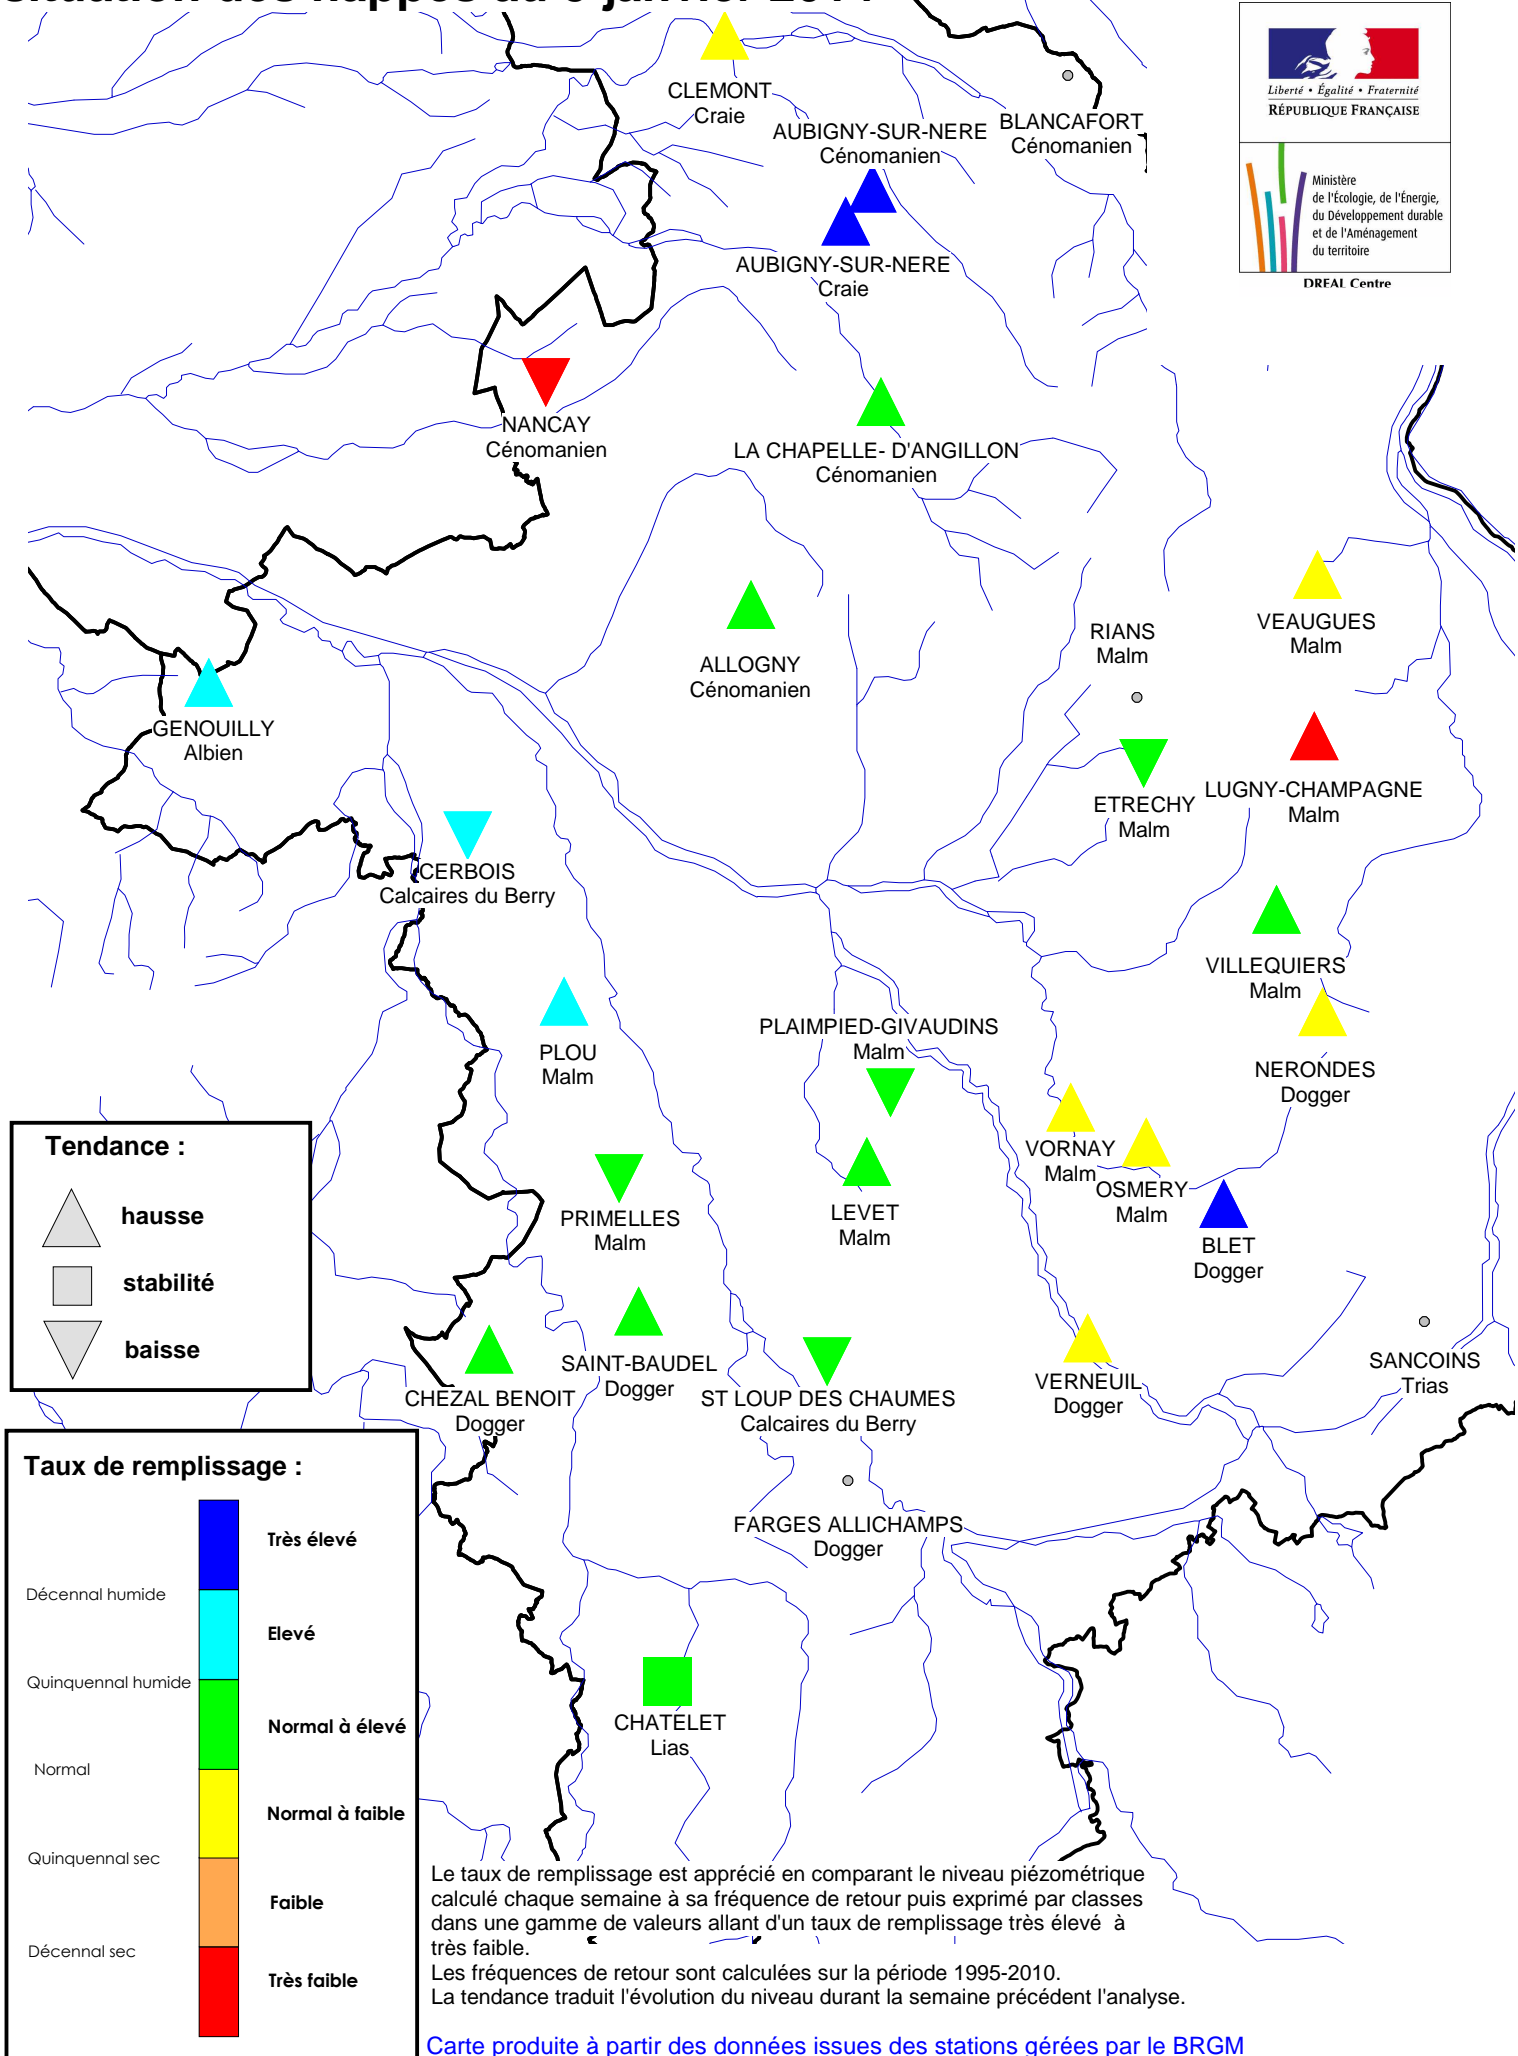 CLEMONT
Craie
AUBIGNY-SUR-NERE
Cénomanien
BLANCAFORT
Cénomanien
Liberté • Égalité • Fraternité
RÉPUBLIQUE FRANÇAISE
Ministère
de l'Écologie, de l'Énergie,
du Développement durable
et de l'Aménagement
du territoire
DREAL Centre
AUBIGNY-SUR-NERE
Craie
NANCAY
Cénomanien
LA CHAPELLE- D'ANGILLON
Cénomanien
VEAUGUES
Malm
RIANS
Malm
ALLOGNY
Cénomanien
GENOUILLY
Albien
ETRECHY
Malm
LUGNY-CHAMPAGNE
Malm
CERBOIS
Calcaires du Berry
VILLEQUIERS
Malm
PLOU
Malm
PLAIMPIED-GIVAUDINS
Malm
NERONDES
Dogger
VORNAY
Malm
OSMERY
Malm
PRIMELLES
Malm
LEVET
Malm
BLET
Dogger
Tendance :
hausse
stabilité
baisse
SAINT-BAUDEL
Dogger
CHEZAL BENOIT
Dogger
ST LOUP DES CHAUMES
Calcaires du Berry
VERNEUIL
Dogger
SANCOINS
Trias
FARGES ALLICHAMPS
Dogger
CHATELET
Lias
Taux de remplissage :
Très élevé
Décennal humide
Elevé
Quinquennal humide
Normal à élevé
Normal
Normal à faible
Quinquennal sec
Faible
Décennal sec
Très faible
Le taux de remplissage est apprécié en comparant le niveau piézométrique
calculé chaque semaine à sa fréquence de retour puis exprimé par classes
dans une gamme de valeurs allant d'un taux de remplissage très élevé à
très faible.
Les fréquences de retour sont calculées sur la période 1995-2010.
La tendance traduit l'évolution du niveau durant la semaine précédent l'analyse.
Carte produite à partir des données issues des stations gérées par le BRGM